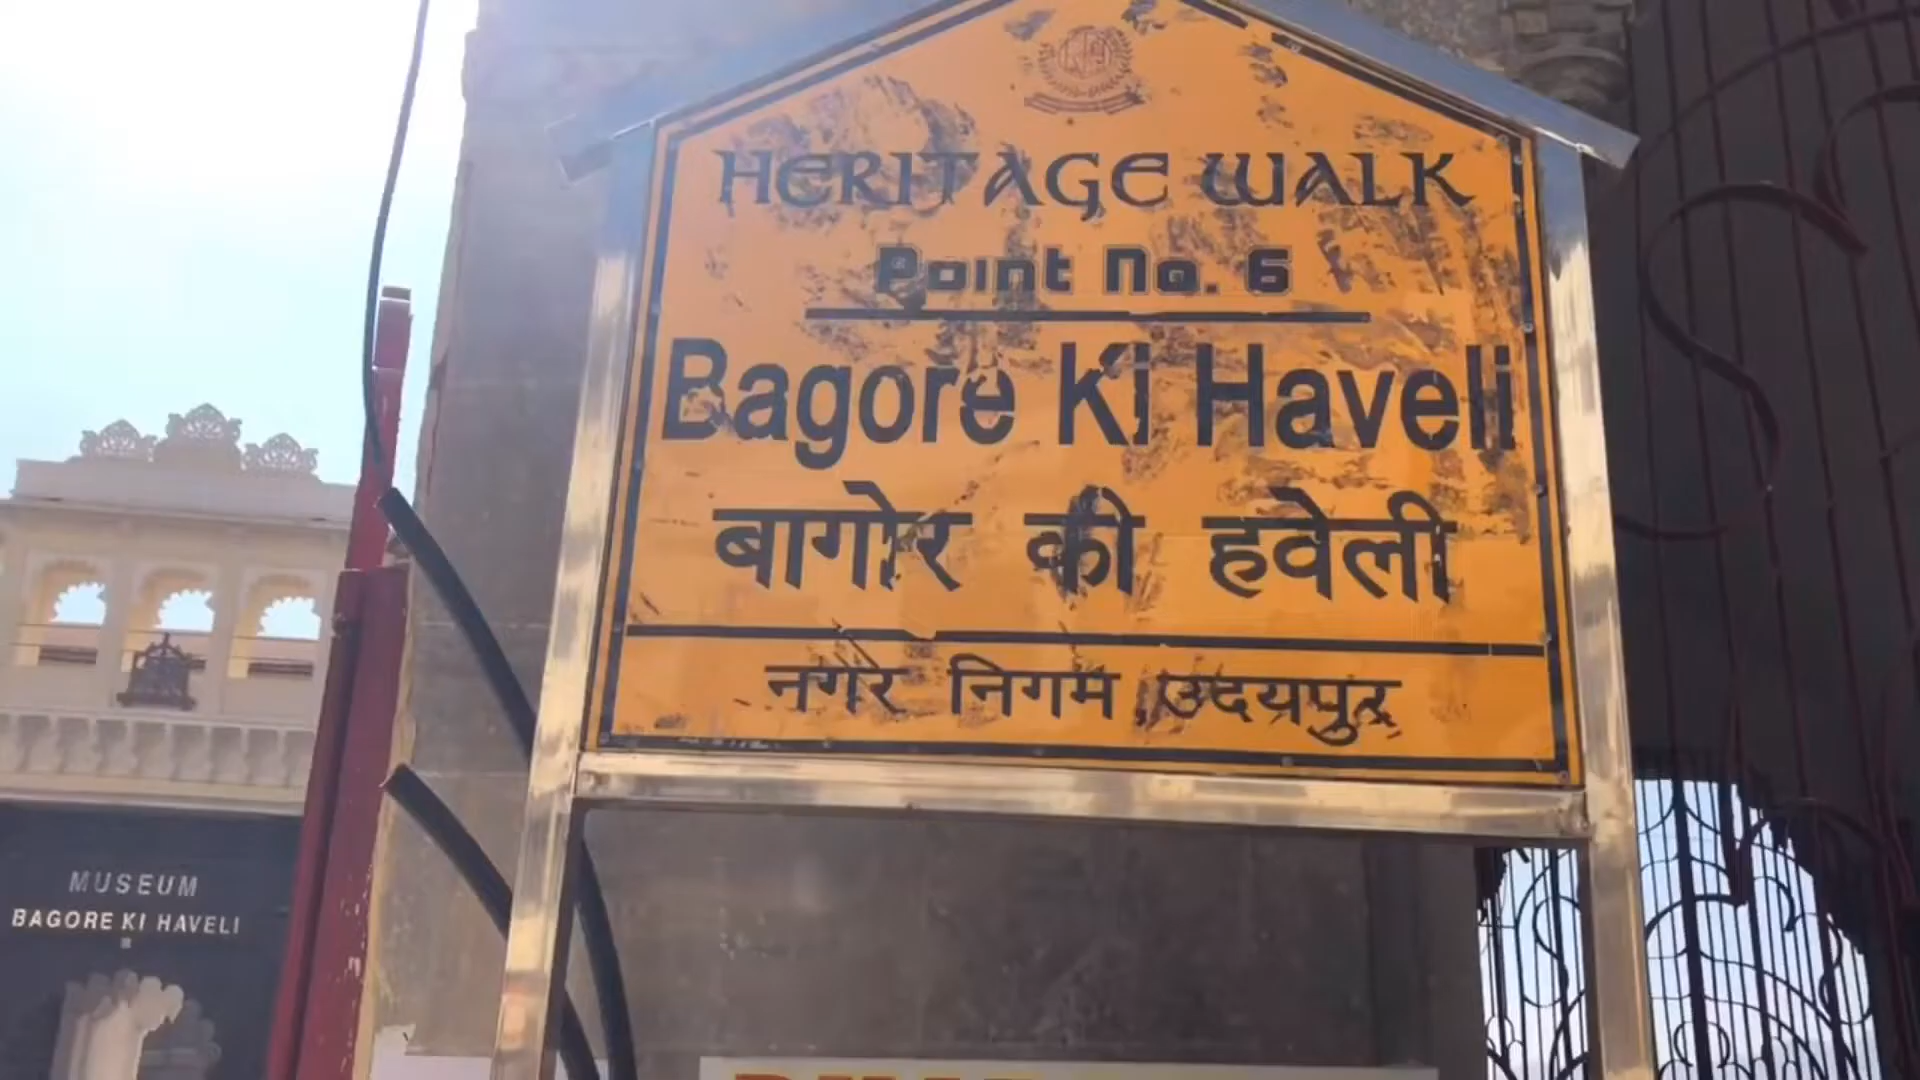 HERITAGE WALK
Point No. 6
Bagore Ki Haveli
बागोर की हवेली
नगर निगम उदयपुर
MUSEUM
BAGORE KI HAVELI